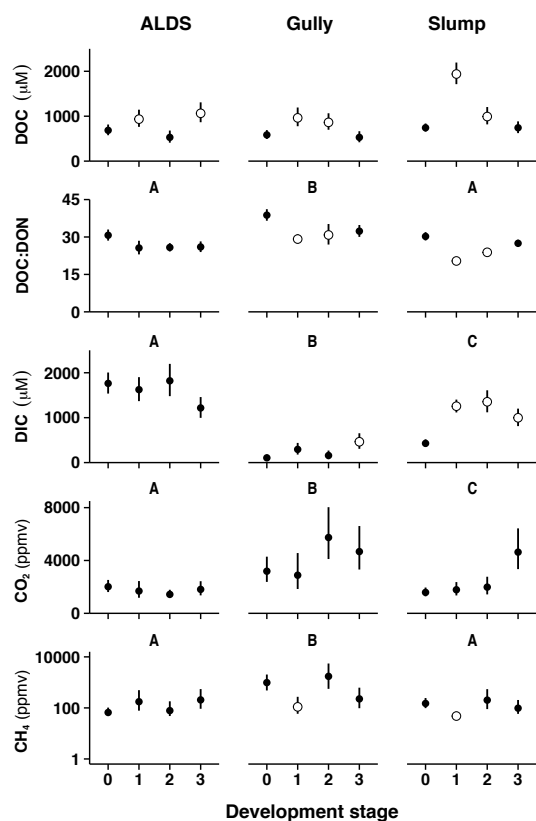 ALDS Gully Slump
DOC (μM)
2000
1000
0
A B A
DOC:DON
45
30
15
0
A B C
DIC (μM)
2000
1000
0
A B C
CO₂ (ppmv)
8000
4000
0
A B A
CH₄ (ppmv)
10000
100
1
0 1 2 3 0 1 2 3 0 1 2 3
Development stage